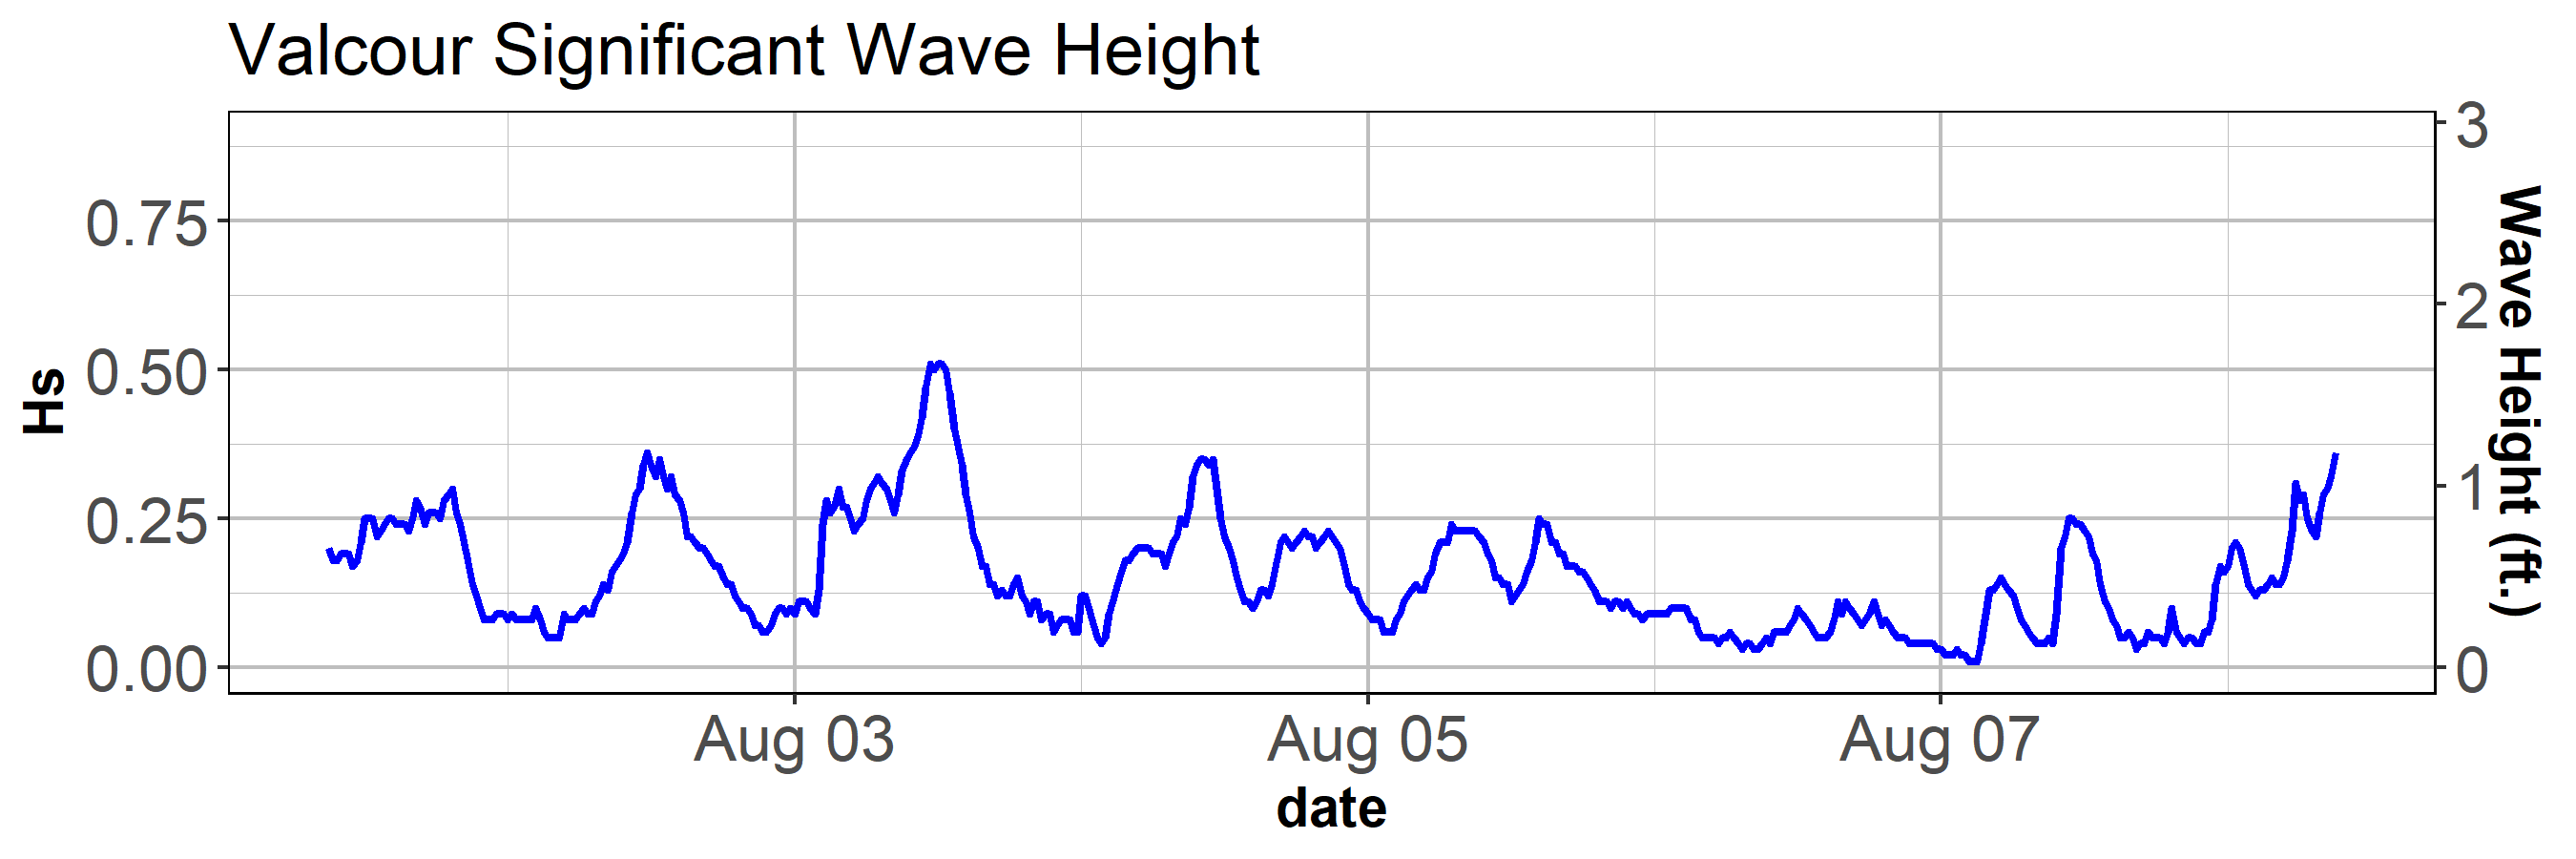 Valcour Significant Wave Height
Hs
0.75
0.50
0.25
0.00
3
2
1
0
Wave Height (ft.)
Aug 03 Aug 05 Aug 07
date